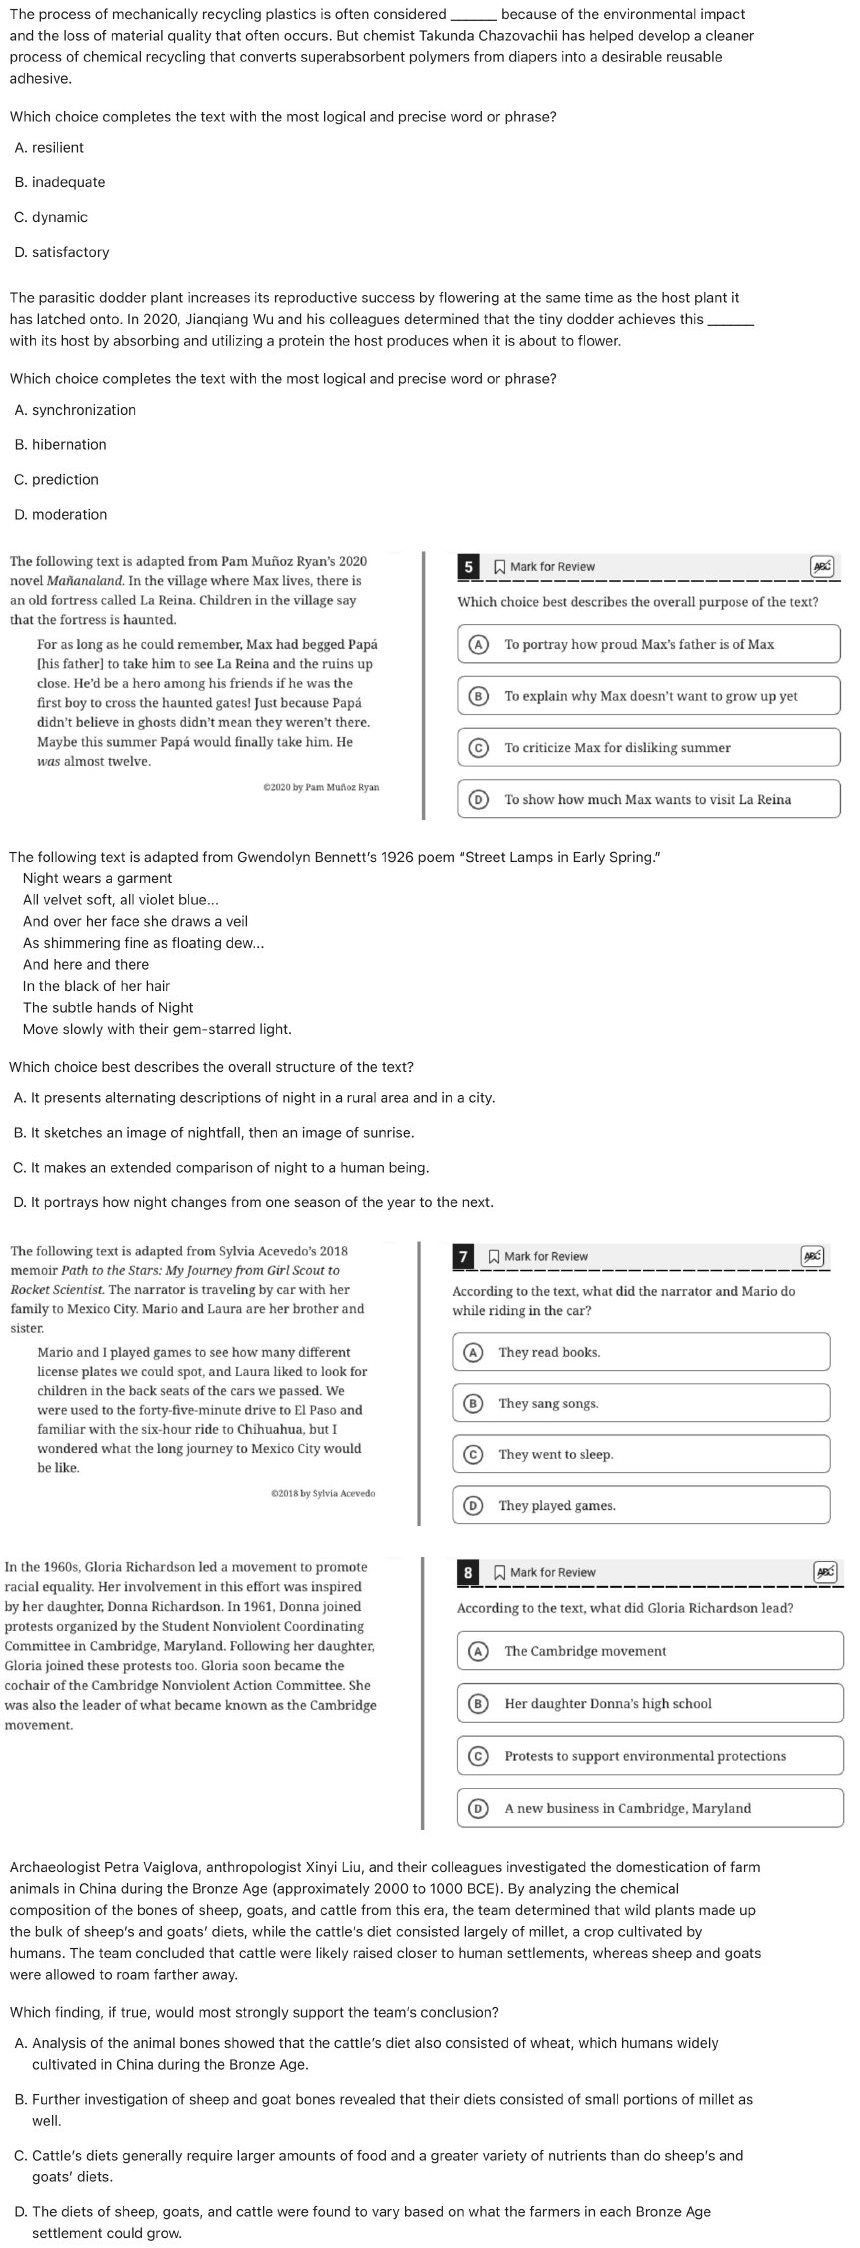 The process of mechanically recycling plastics is often considered ______ because of the environmental impact
and the loss of material quality that often occurs. But chemist Takunda Chazovachii has helped develop a cleaner
process of chemical recycling that converts superabsorbent polymers from diapers into a desirable reusable
adhesive.
Which choice completes the text with the most logical and precise word or phrase?
A. resilient
B. inadequate
C. dynamic
D. satisfactory
The parasitic dodder plant increases its reproductive success by flowering at the same time as the host plant it
has latched onto. In 2020, Jianqiang Wu and his colleagues determined that the tiny dodder achieves this ______
with its host by absorbing and utilizing a protein the host produces when it is about to flower.
Which choice completes the text with the most logical and precise word or phrase?
A. synchronization
B. hibernation
C. prediction
D. moderation
The following text is adapted from Pam Muñoz Ryan's 2020
novel Mañanaland. In the village where Max lives, there is
an old fortress called La Reina. Children in the village say
that the fortress is haunted.
For as long as he could remember, Max had begged Papá
[his father] to take him to see La Reina and the ruins up
close. He'd be a hero among his friends if he was the
first boy to cross the haunted gates! Just because Papá
didn't believe in ghosts didn't mean they weren't there.
Maybe this summer Papá would finally take him. He
was almost twelve.
©2020 by Pam Muñoz Ryan
5 Mark for Review ABC
Which choice best describes the overall purpose of the text?
A To portray how proud Max's father is of Max
B To explain why Max doesn't want to grow up yet
C To criticize Max for disliking summer
D To show how much Max wants to visit La Reina
The following text is adapted from Gwendolyn Bennett's 1926 poem "Street Lamps in Early Spring."
Night wears a garment
All velvet soft, all violet blue...
And over her face she draws a veil
As shimmering fine as floating dew...
And here and there
In the black of her hair
The subtle hands of Night
Move slowly with their gem-starred light.
Which choice best describes the overall structure of the text?
A. It presents alternating descriptions of night in a rural area and in a city.
B. It sketches an image of nightfall, then an image of sunrise.
C. It makes an extended comparison of night to a human being.
D. It portrays how night changes from one season of the year to the next.
The following text is adapted from Sylvia Acevedo's 2018
memoir Path to the Stars: My Journey from Girl Scout to
Rocket Scientist. The narrator is traveling by car with her
family to Mexico City. Mario and Laura are her brother and
sister.
Mario and I played games to see how many different
license plates we could spot, and Laura liked to look for
children in the back seats of the cars we passed. We
were used to the forty-five-minute drive to El Paso and
familiar with the six-hour ride to Chihuahua, but I
wondered what the long journey to Mexico City would
be like.
©2018 by Sylvia Acevedo
7 Mark for Review ABC
According to the text, what did the narrator and Mario do
while riding in the car?
A They read books.
B They sang songs.
C They went to sleep.
D They played games.
In the 1960s, Gloria Richardson led a movement to promote
racial equality. Her involvement in this effort was inspired
by her daughter, Donna Richardson. In 1961, Donna joined
protests organized by the Student Nonviolent Coordinating
Committee in Cambridge, Maryland. Following her daughter,
Gloria joined these protests too. Gloria soon became the
cochair of the Cambridge Nonviolent Action Committee. She
was also the leader of what became known as the Cambridge
movement.
8 Mark for Review ABC
According to the text, what did Gloria Richardson lead?
A The Cambridge movement
B Her daughter Donna's high school
C Protests to support environmental protections
D A new business in Cambridge, Maryland
Archaeologist Petra Vaiglova, anthropologist Xinyi Liu, and their colleagues investigated the domestication of farm
animals in China during the Bronze Age (approximately 2000 to 1000 BCE). By analyzing the chemical
composition of the bones of sheep, goats, and cattle from this era, the team determined that wild plants made up
the bulk of sheep's and goats' diets, while the cattle's diet consisted largely of millet, a crop cultivated by
humans. The team concluded that cattle were likely raised closer to human settlements, whereas sheep and goats
were allowed to roam farther away.
Which finding, if true, would most strongly support the team's conclusion?
A. Analysis of the animal bones showed that the cattle's diet also consisted of wheat, which humans widely
cultivated in China during the Bronze Age.
B. Further investigation of sheep and goat bones revealed that their diets consisted of small portions of millet as
well.
C. Cattle's diets generally require larger amounts of food and a greater variety of nutrients than do sheep's and
goats' diets.
D. The diets of sheep, goats, and cattle were found to vary based on what the farmers in each Bronze Age
settlement could grow.